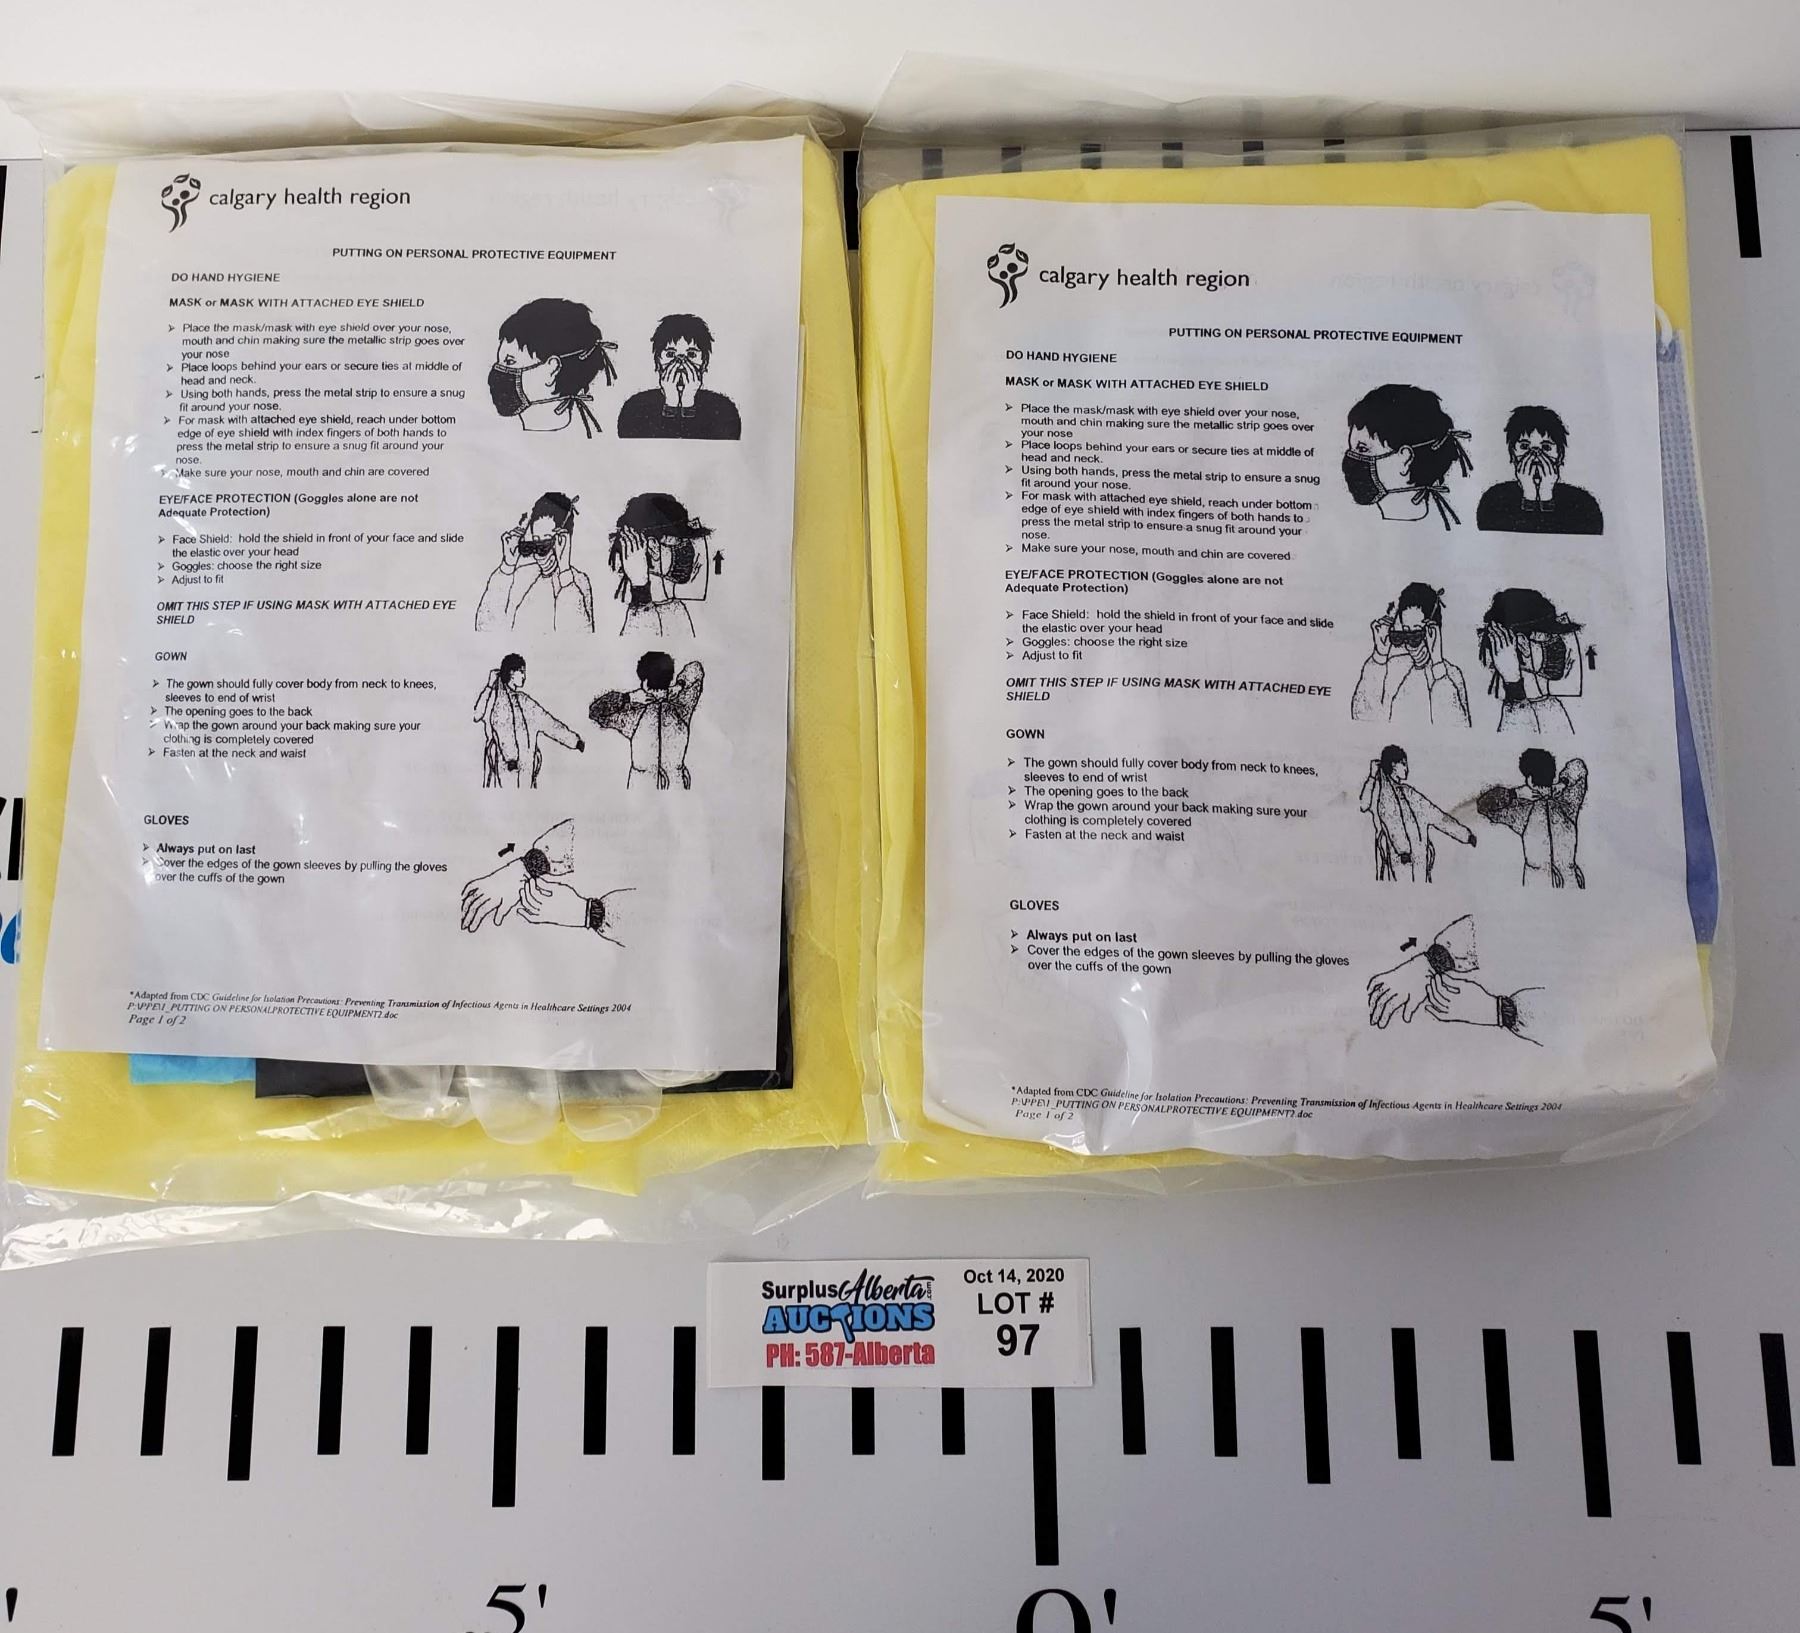 calgary health region
PUTTING ON PERSONAL PROTECTIVE EQUIPMENT
DO HAND HYGIENE
MASK or MASK WITH ATTACHED EYE SHIELD
➢ Place the mask/mask with eye shield over your nose,
mouth and chin making sure the metallic strip goes over
your nose
➢ Place loops behind your ears or secure ties at middle of
head and neck.
➢ Using both hands, press the metal strip to ensure a snug
fit around your nose.
➢ For mask with attached eye shield, reach under bottom
edge of eye shield with index fingers of both hands to
press the metal strip to ensure a snug fit around your
nose.
➢ Make sure your nose, mouth and chin are covered
EYE/FACE PROTECTION (Goggles alone are not
Adequate Protection)
➢ Face Shield: hold the shield in front of your face and slide
the elastic over your head
➢ Goggles: choose the right size
➢ Adjust to fit
OMIT THIS STEP IF USING MASK WITH ATTACHED EYE
SHIELD
GOWN
➢ The gown should fully cover body from neck to knees,
sleeves to end of wrist
➢ The opening goes to the back
➢ Wrap the gown around your back making sure your
clothing is completely covered
➢ Fasten at the neck and waist
GLOVES
➢ Always put on last
➢ Cover the edges of the gown sleeves by pulling the gloves
over the cuffs of the gown
*Adapted from CDC Guideline for Isolation Precautions: Preventing Transmission of Infectious Agents in Healthcare Settings 2004
P:\PPE\1_PUTTING ON PERSONALPROTECTIVE EQUIPMENT2.doc
Page 1 of 2
calgary health region
PUTTING ON PERSONAL PROTECTIVE EQUIPMENT
DO HAND HYGIENE
MASK or MASK WITH ATTACHED EYE SHIELD
➢ Place the mask/mask with eye shield over your nose,
mouth and chin making sure the metallic strip goes over
your nose
➢ Place loops behind your ears or secure ties at middle of
head and neck.
➢ Using both hands, press the metal strip to ensure a snug
fit around your nose.
➢ For mask with attached eye shield, reach under bottom
edge of eye shield with index fingers of both hands to
press the metal strip to ensure a snug fit around your
nose.
➢ Make sure your nose, mouth and chin are covered
EYE/FACE PROTECTION (Goggles alone are not
Adequate Protection)
➢ Face Shield: hold the shield in front of your face and slide
the elastic over your head
➢ Goggles: choose the right size
➢ Adjust to fit
OMIT THIS STEP IF USING MASK WITH ATTACHED EYE
SHIELD
GOWN
➢ The gown should fully cover body from neck to knees,
sleeves to end of wrist
➢ The opening goes to the back
➢ Wrap the gown around your back making sure your
clothing is completely covered
➢ Fasten at the neck and waist
GLOVES
➢ Always put on last
➢ Cover the edges of the gown sleeves by pulling the gloves
over the cuffs of the gown
*Adapted from CDC Guideline for Isolation Precautions: Preventing Transmission of Infectious Agents in Healthcare Settings 2004
P:\PPE\1_PUTTING ON PERSONALPROTECTIVE EQUIPMENT2.doc
Page 1 of 2
SurplusAlberta.com
AUCTIONS
PH: 587-Alberta
Oct 14, 2020
LOT #
97
.5' 0' .5'